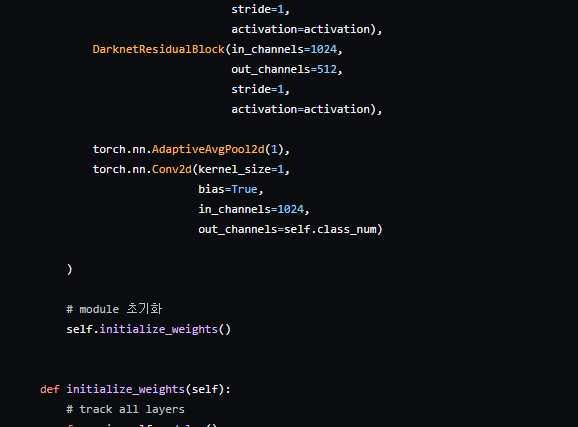 stride=1,
activation=activation),
DarknetResidualBlock(in_channels=1024,
out_channels=512,
stride=1,
activation=activation),
torch.nn.AdaptiveAvgPool2d(1),
torch.nn.Conv2d(kernel_size=1,
bias=True,
in_channels=1024,
out_channels=self.class_num)
)
# module 초기화
self.initialize_weights()
def initialize_weights(self):
# track all layers